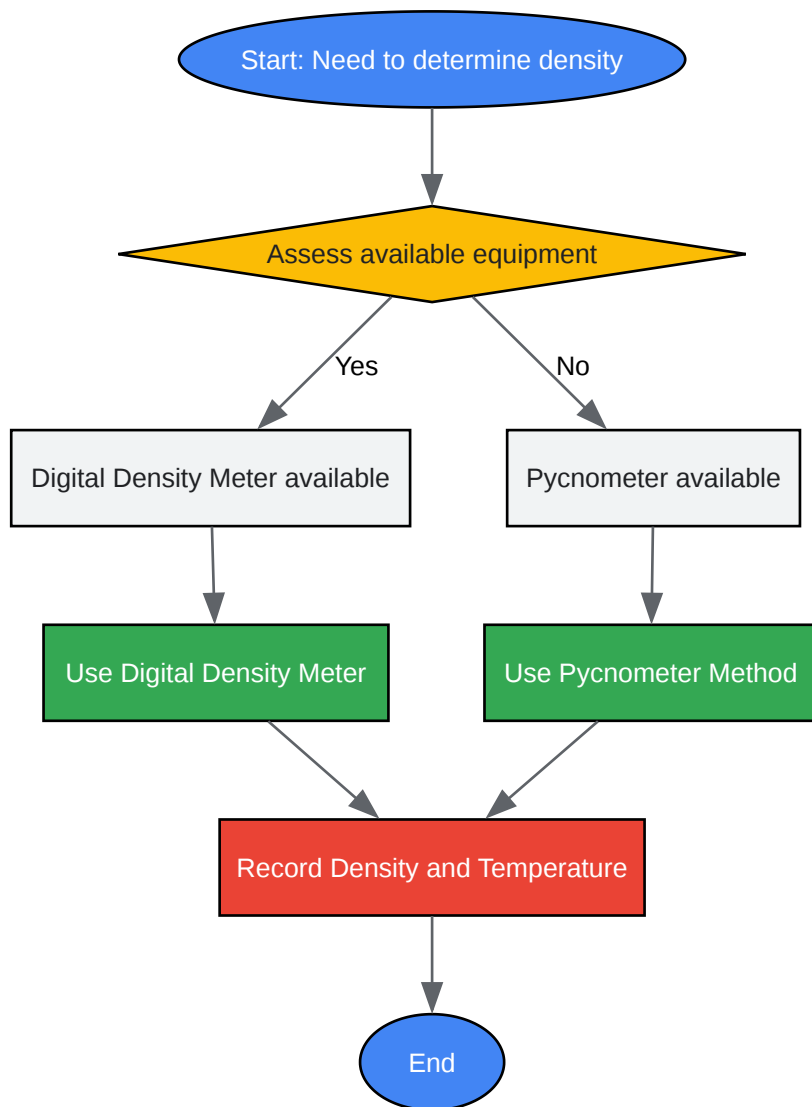 Start: Need to determine density
Assess available equipment
Yes
No
Digital Density Meter available
Pycnometer available
Use Digital Density Meter
Use Pycnometer Method
Record Density and Temperature
End